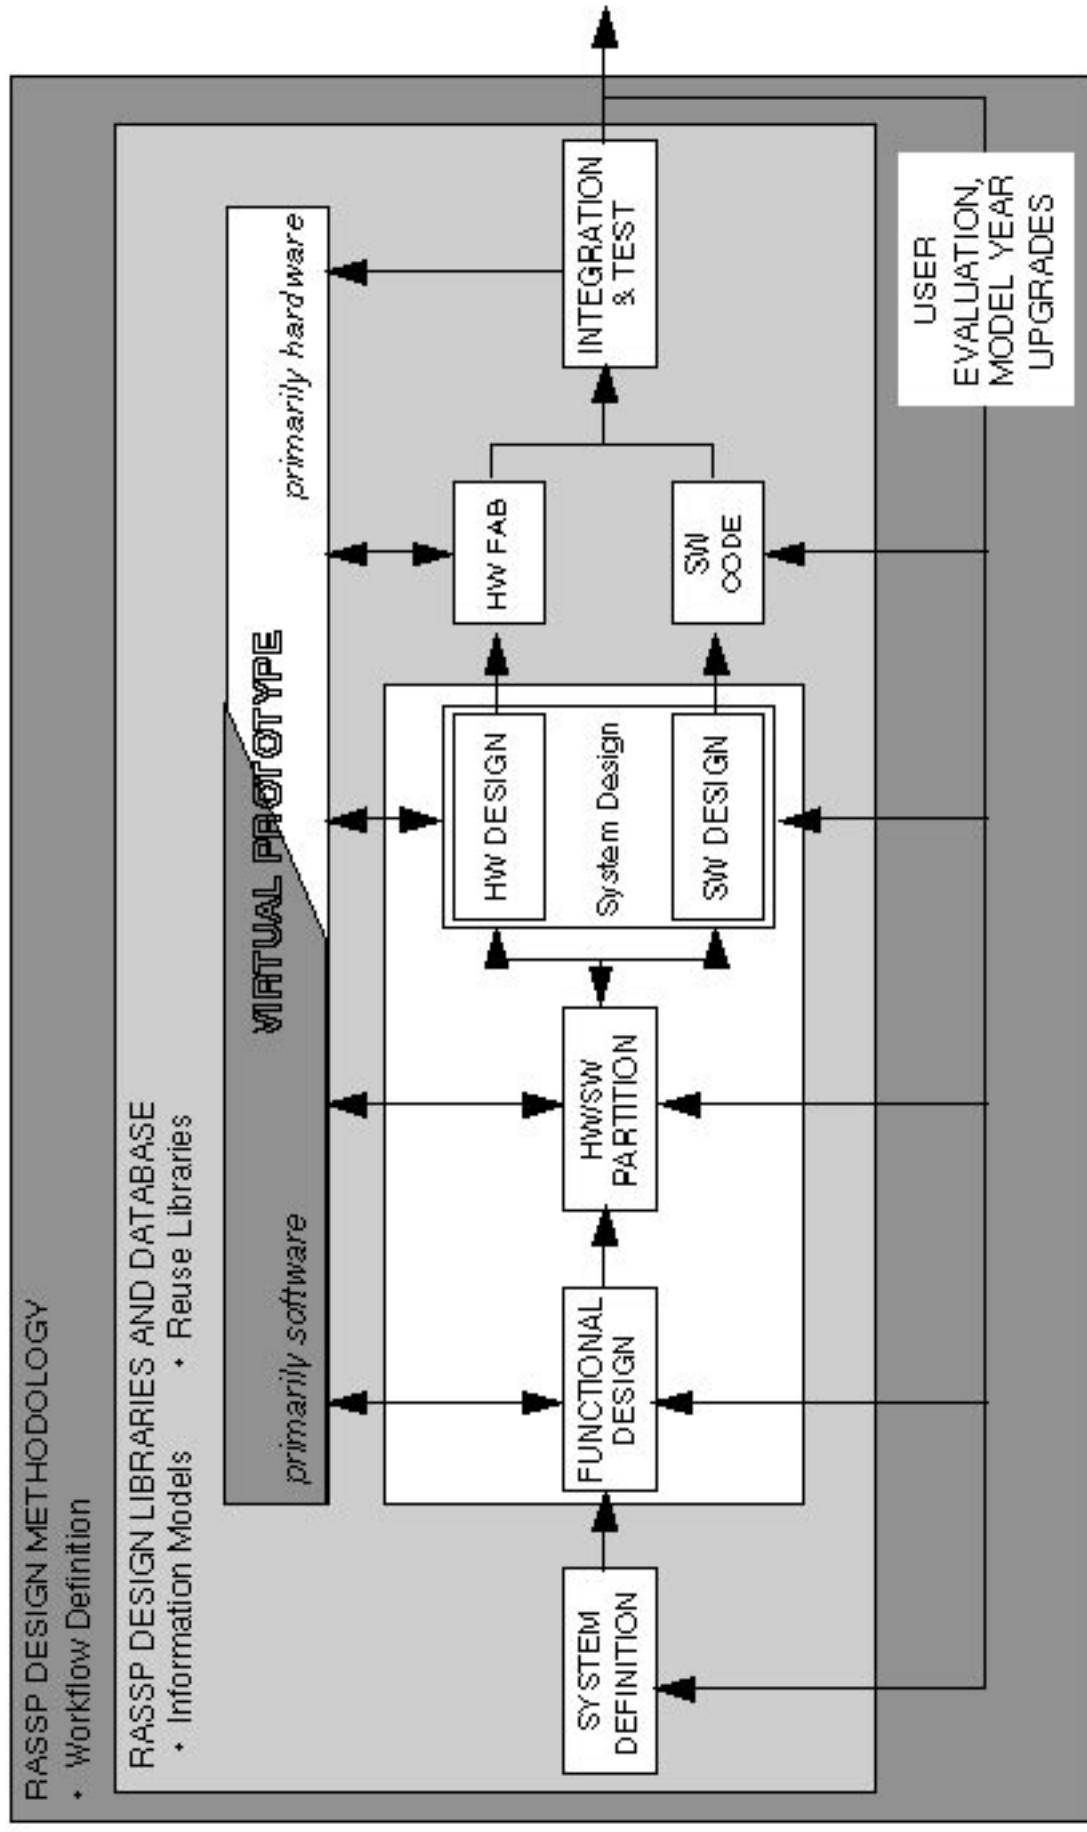 RASSP DESIGN METHODOLOGY
• Workflow Definition
RASSP DESIGN LIBRARIES AND DATABASE
• Information Models • Reuse Libraries
VIRTUAL PROTOTYPE
primarily software
primarily hardware
SYSTEM
DEFINITION
FUNCTIONAL
DESIGN
HW/SW
PARTITION
HW DESIGN
System Design
SW DESIGN
HW FAB
SW
CODE
INTEGRATION
& TEST
USER
EVALUATION,
MODEL YEAR
UPGRADES